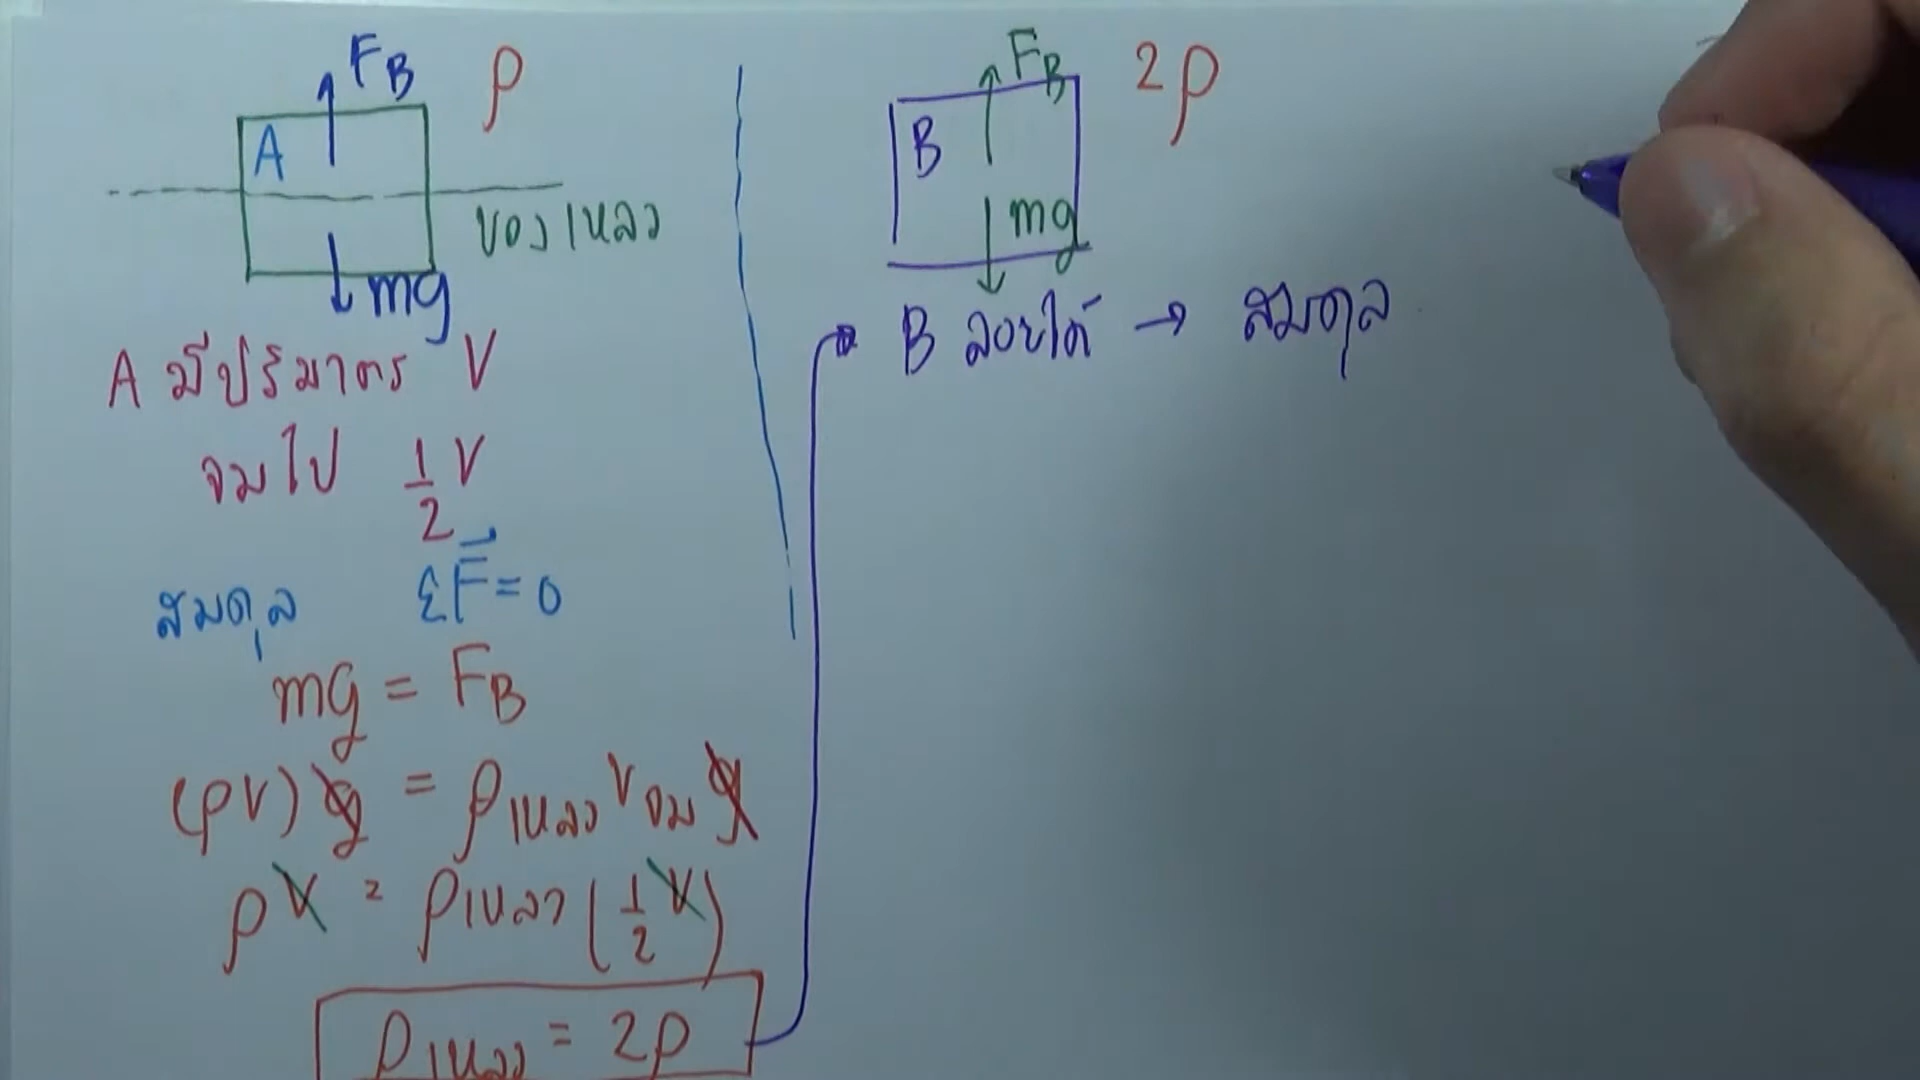 F_B ρ
A
ของเหลว
mg
A มีปริมาตร V
จมไป 1/2 V
สมดุล ΣF̄ = 0
mg = F_B
(ρV)g = ρเหลว Vจม g
ρV = ρเหลว (1/2 V)
ρเหลว = 2ρ
F_B 2ρ
B
mg
B ลอยได้ → สมดุล